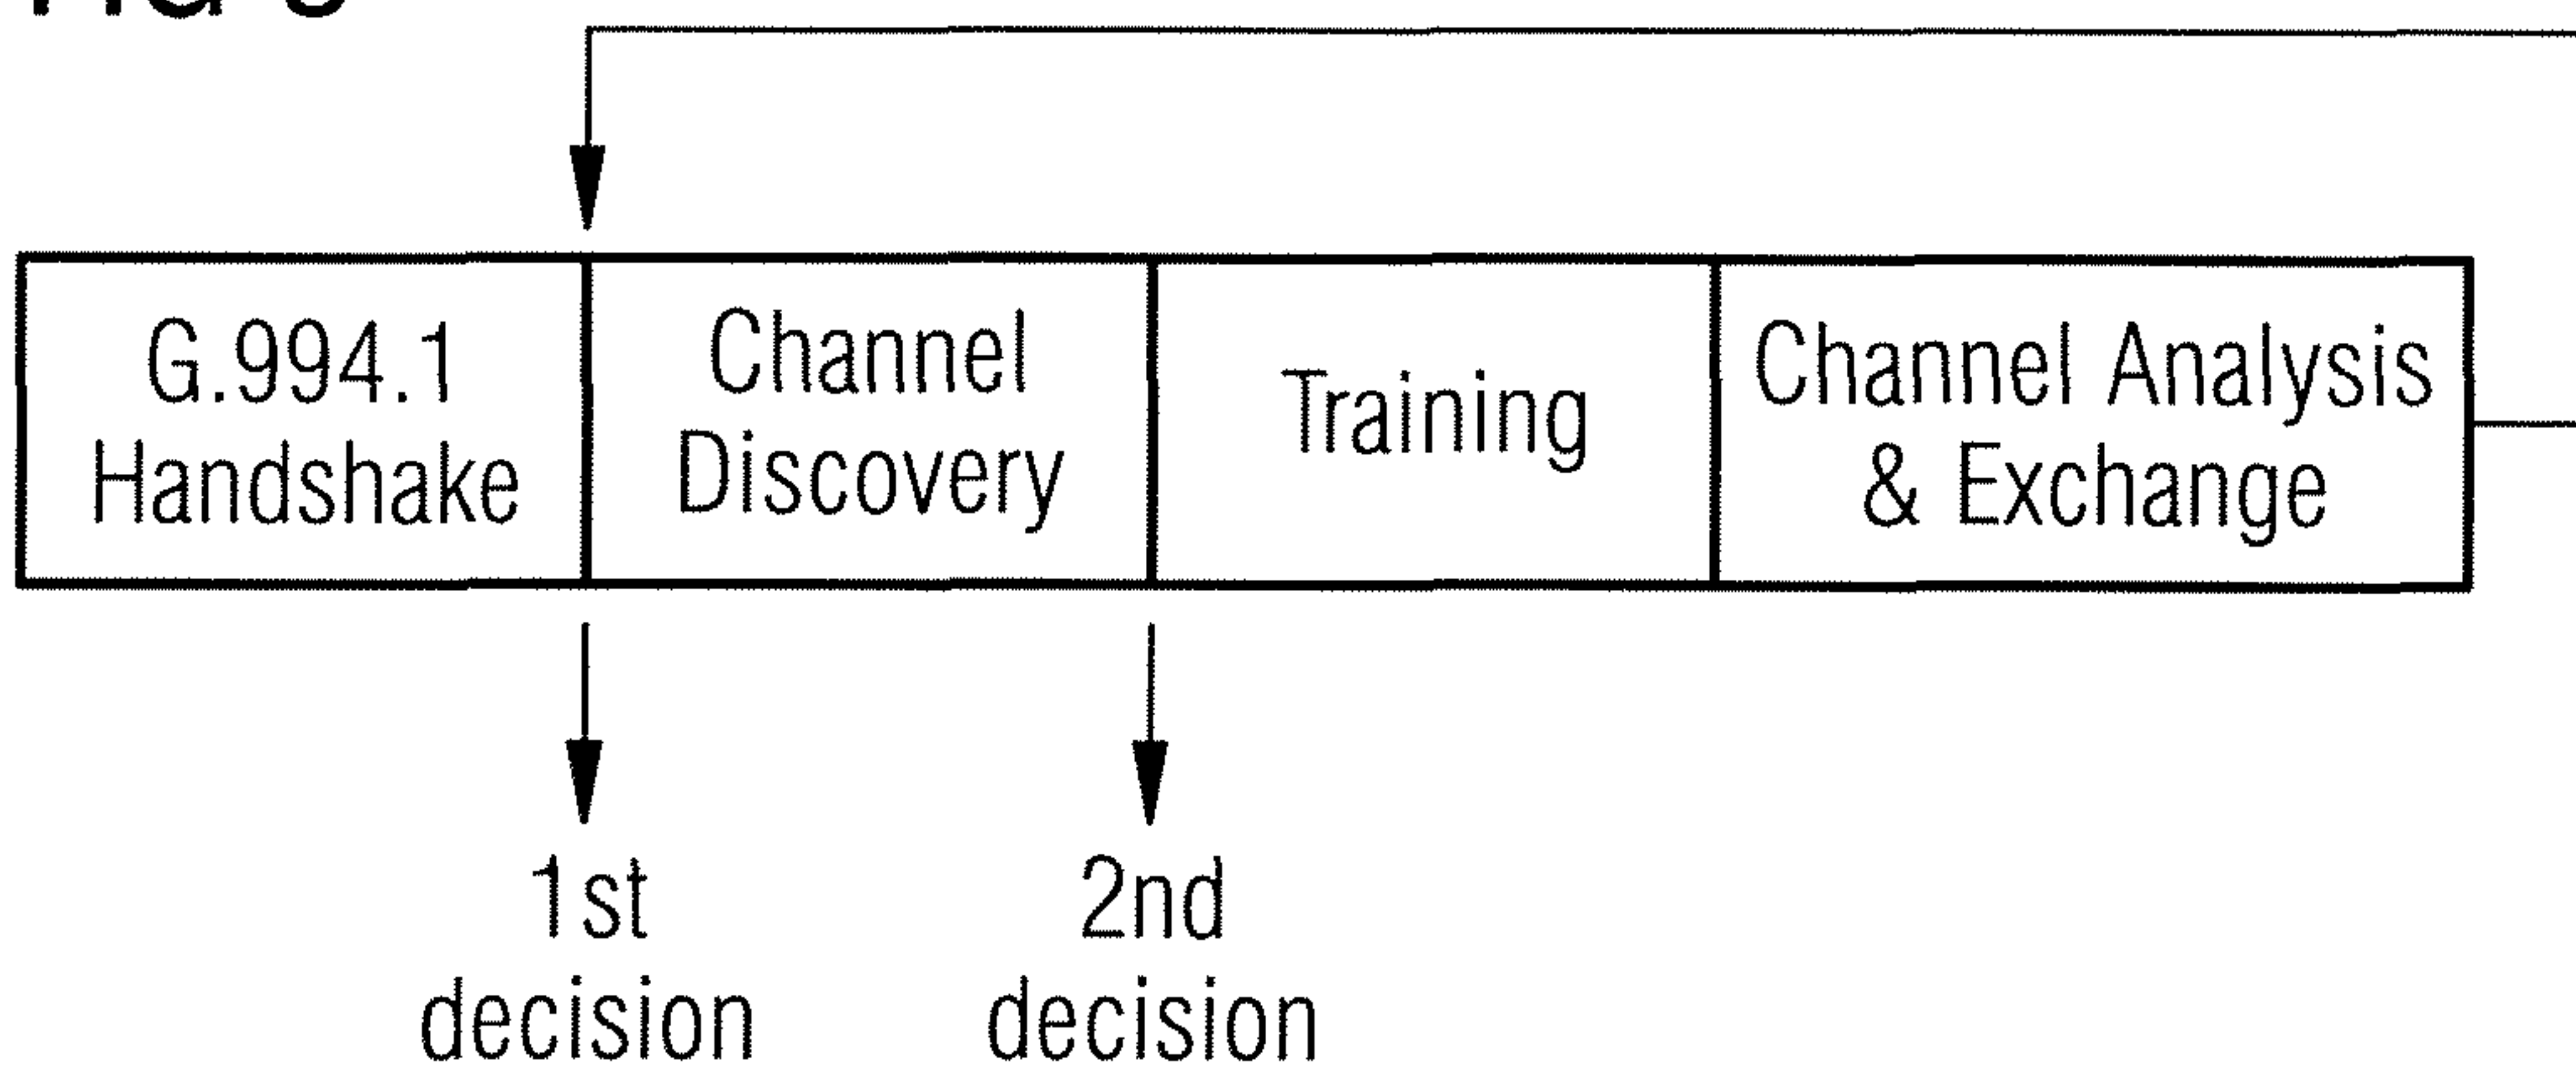 G.994.1
Handshake
Channel
Discovery
Training
Channel Analysis
& Exchange
1st
decision
2nd
decision